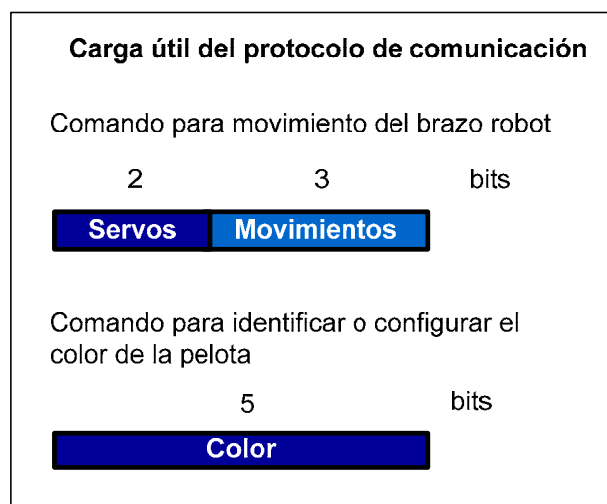 Carga útil del protocolo de comunicación
Comando para movimiento del brazo robot
2 3 bits
Servos Movimientos
Comando para identificar o configurar el
color de la pelota
5 bits
Color